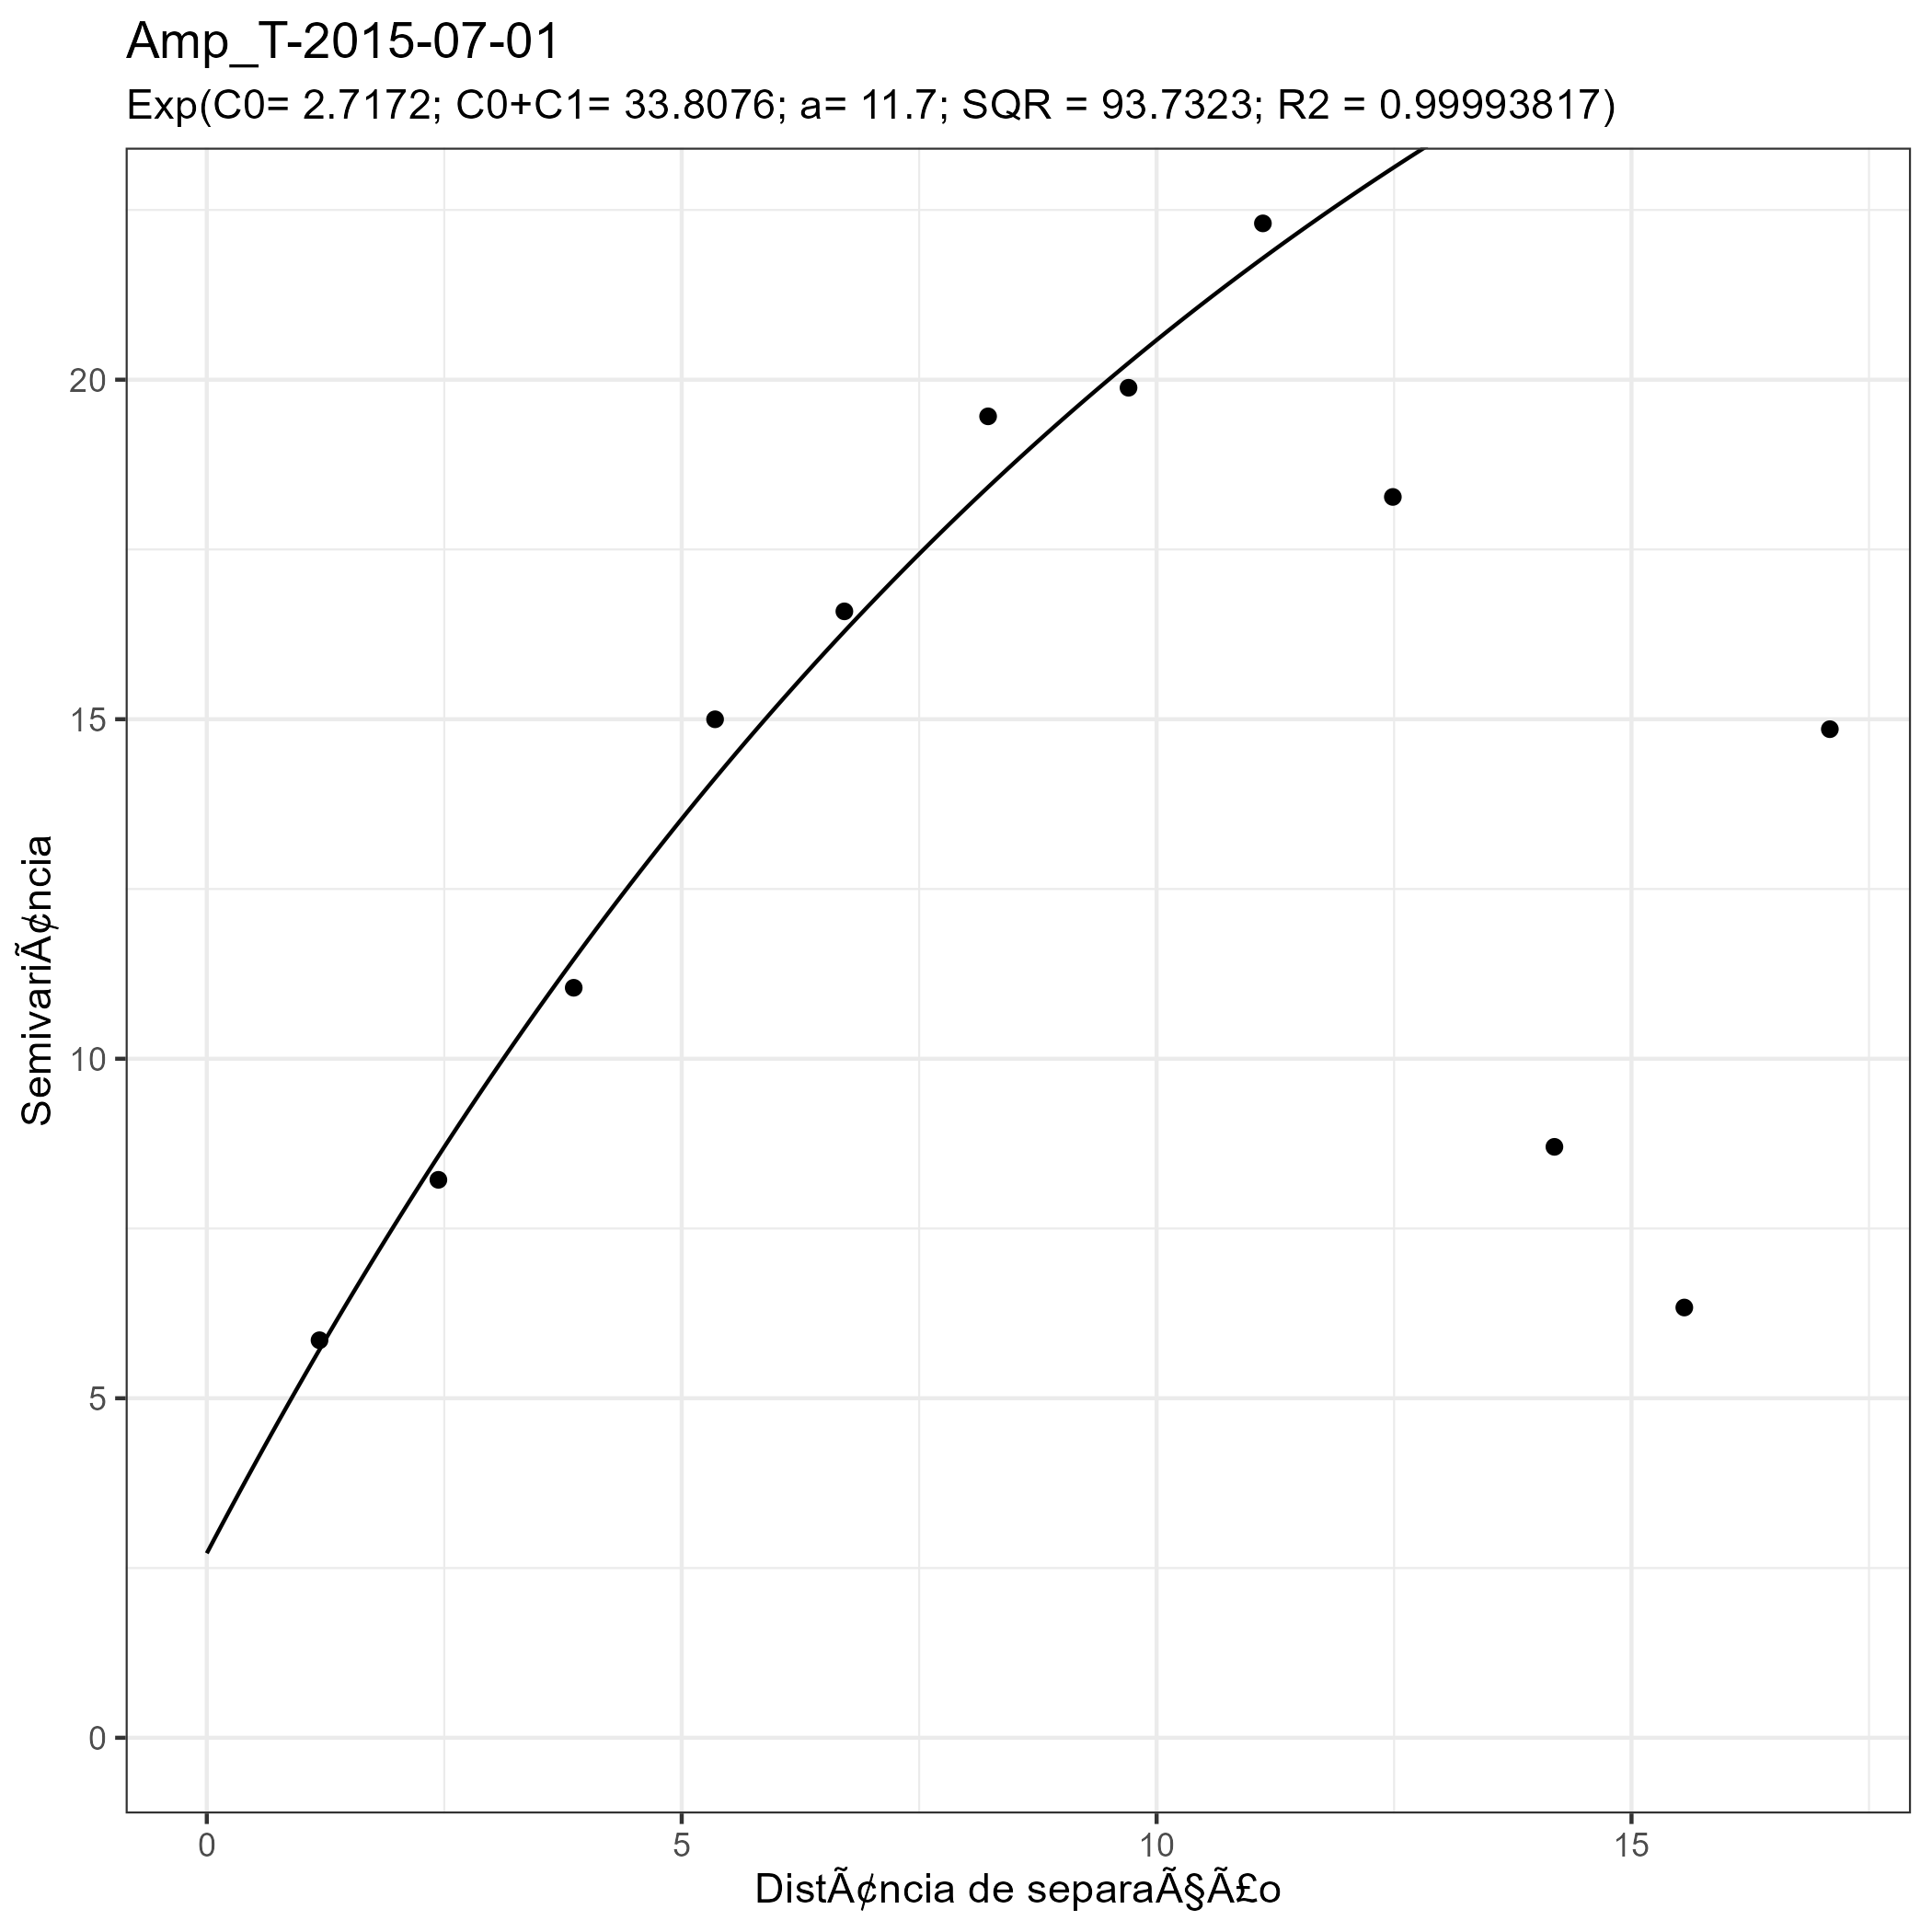 Amp_T-2015-07-01
Exp(C0= 2.7172; C0+C1= 33.8076; a= 11.7; SQR = 93.7323; R2 = 0.99993817)
20
15
10
5
0
SemivariÃ¢ncia
0 5 10 15
DistÃ¢ncia de separaÃ§Ã£o